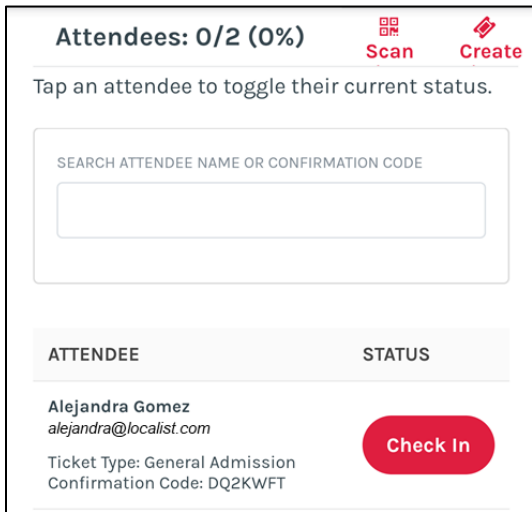 Attendees: 0/2 (0%)
Scan
Create
Tap an attendee to toggle their current status.
SEARCH ATTENDEE NAME OR CONFIRMATION CODE
ATTENDEE STATUS
Alejandra Gomez
alejandra@localist.com
Check In
Ticket Type: General Admission
Confirmation Code: DQ2KWFT